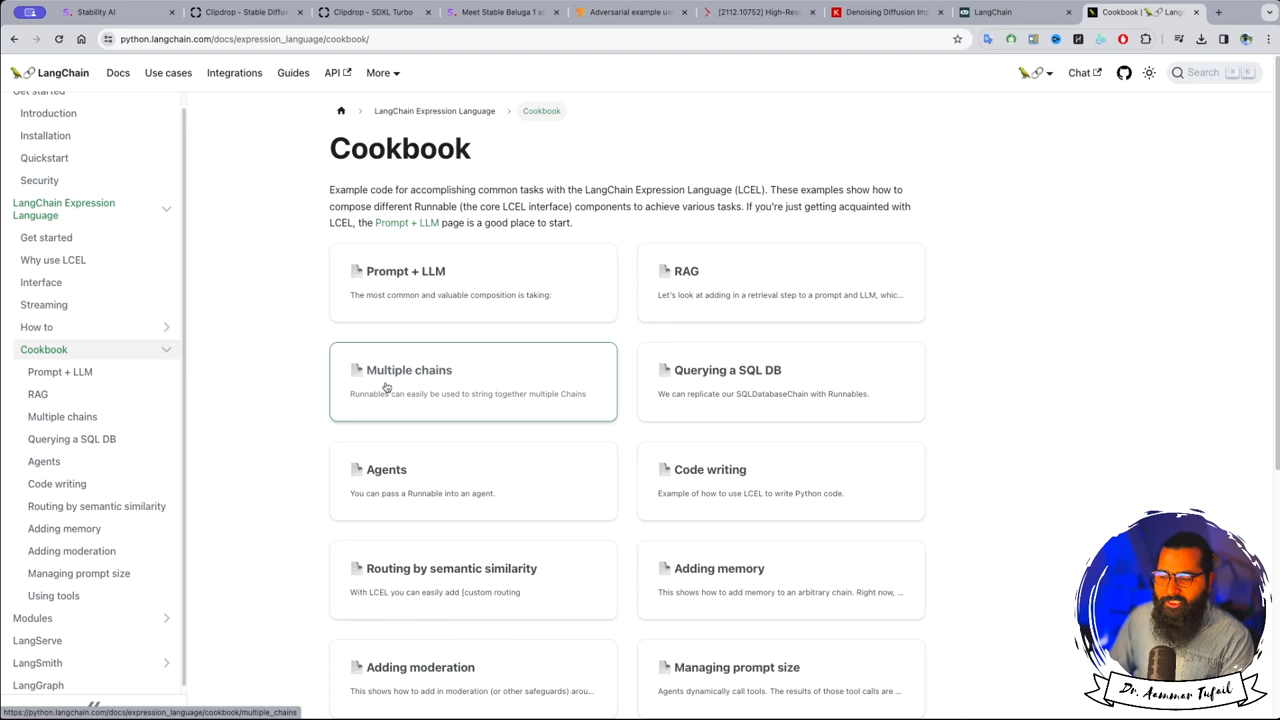 Stability AI
Clipdrop - Stable Diffu
Clipdrop - SDXL Turbo
Meet Stable Beluga 1 an
Adversarial example us
[2112.10752] High-Res
Denoising Diffusion Im
LangChain
Cookbook | 🦜️🔗 Lang
python.langchain.com/docs/expression_language/cookbook/
LangChain
Docs
Use cases
Integrations
Guides
API
More
Chat
Search
K
Get started
Introduction
Installation
Quickstart
Security
LangChain Expression
Language
Get started
Why use LCEL
Interface
Streaming
How to
Cookbook
Prompt + LLM
RAG
Multiple chains
Querying a SQL DB
Agents
Code writing
Routing by semantic similarity
Adding memory
Adding moderation
Managing prompt size
Using tools
Modules
LangServe
LangSmith
LangGraph
LangChain Expression Language
Cookbook
Cookbook
Example code for accomplishing common tasks with the LangChain Expression Language (LCEL). These examples show how to
compose different Runnable (the core LCEL interface) components to achieve various tasks. If you're just getting acquainted with
LCEL, the Prompt + LLM page is a good place to start.
Prompt + LLM
The most common and valuable composition is taking:
RAG
Let's look at adding in a retrieval step to a prompt and LLM, whic...
Multiple chains
Runnables can easily be used to string together multiple Chains
Querying a SQL DB
We can replicate our SQLDatabaseChain with Runnables.
Agents
You can pass a Runnable into an agent.
Code writing
Example of how to use LCEL to write Python code.
Routing by semantic similarity
With LCEL you can easily add [custom routing
Adding memory
This shows how to add memory to an arbitrary chain. Right now, ...
Adding moderation
This shows how to add in moderation (or other safeguards) arou...
Managing prompt size
Agents dynamically call tools. The results of those tool calls are ...
https://python.langchain.com/docs/expression_language/cookbook/multiple_chains
Dr. Aammar Tufail